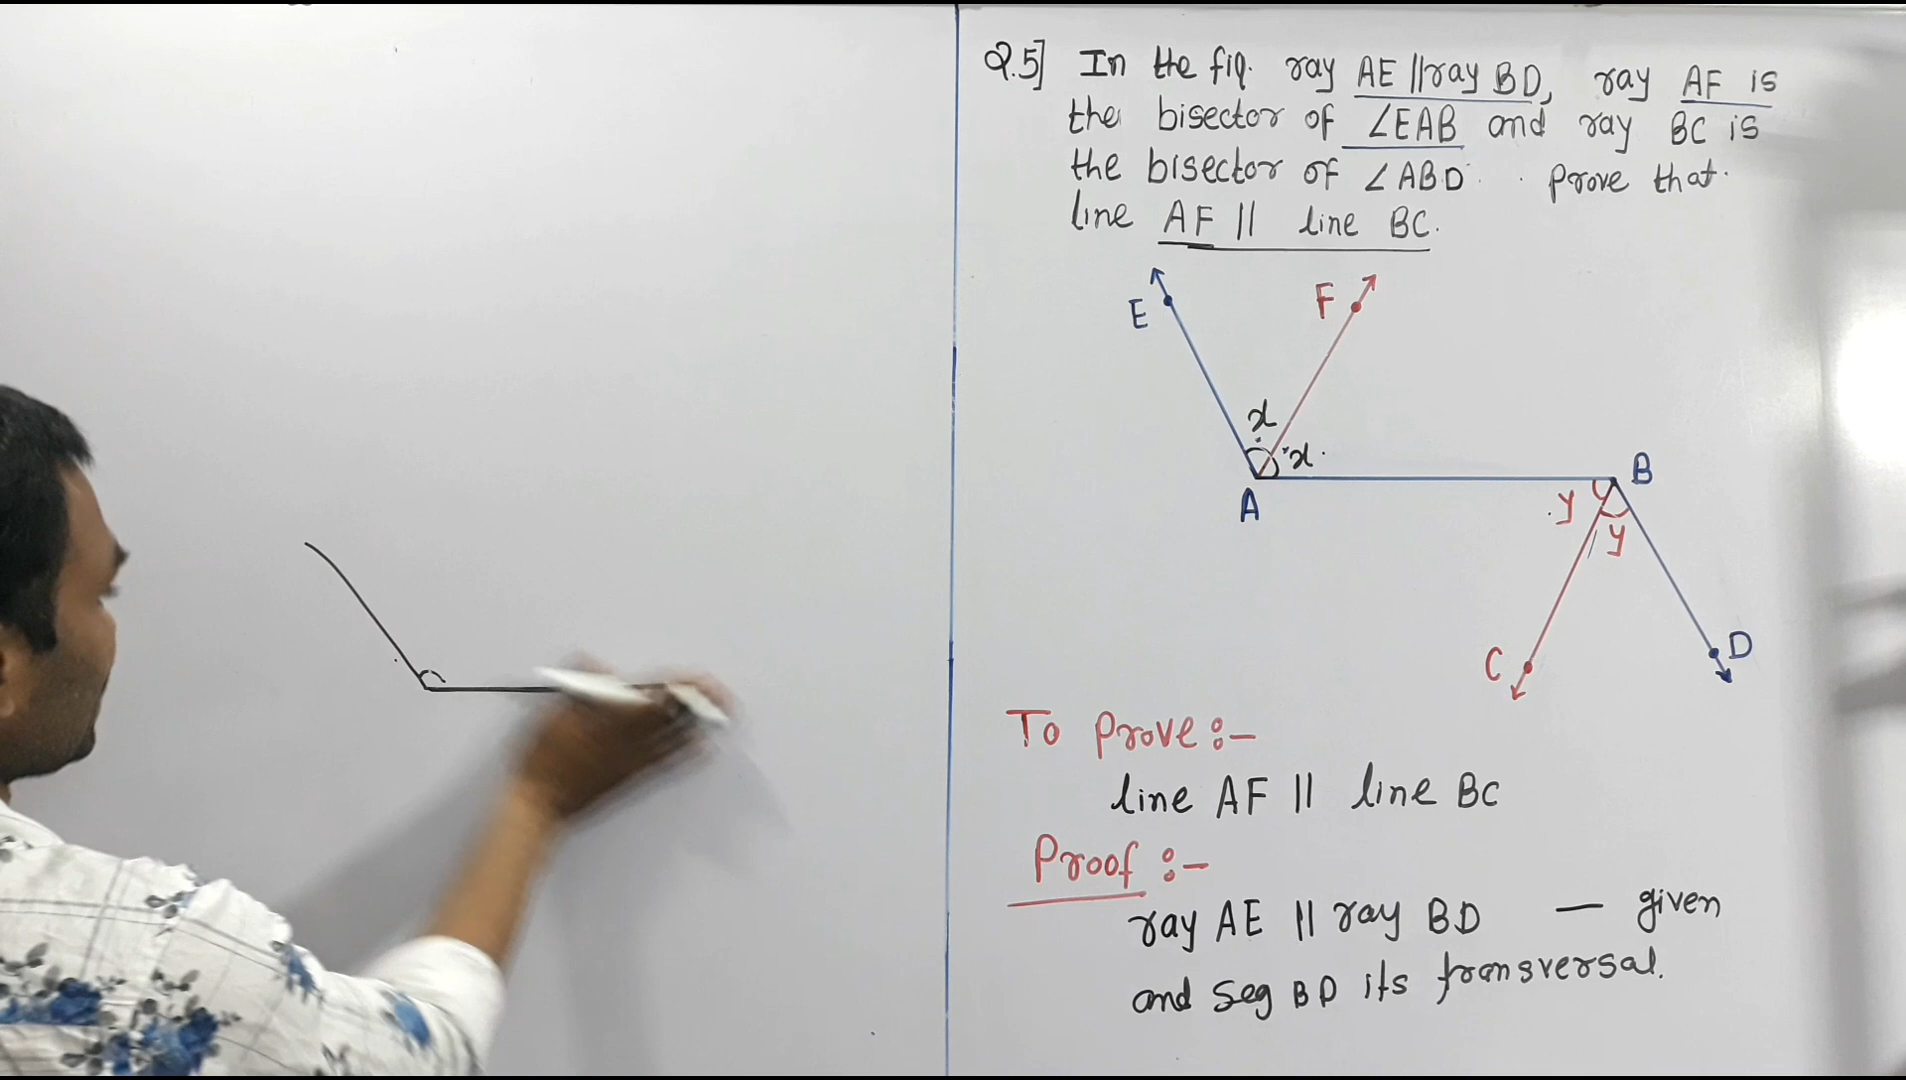 Q.5] In the fig. ray AE || ray BD, ray AF is
the bisector of ∠EAB and ray BC is
the bisector of ∠ABD. Prove that.
line AF || line BC.
E
F
x
x
A
B
y
y
C
D
To Prove :-
line AF || line BC
Proof :-
ray AE || ray BD — given
and seg BD its transversal.